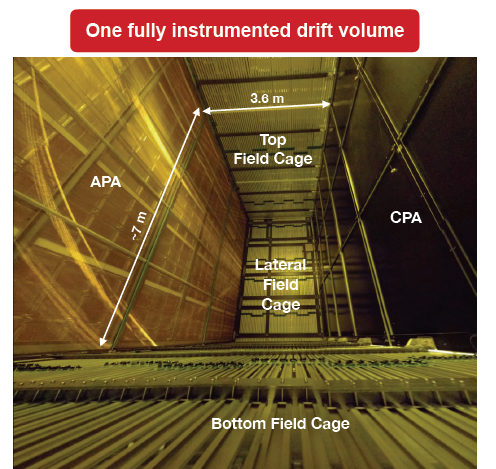 One fully instrumented drift volume
3.6 m
Top
Field Cage
APA
CPA
~7 m
Lateral
Field
Cage
Bottom Field Cage